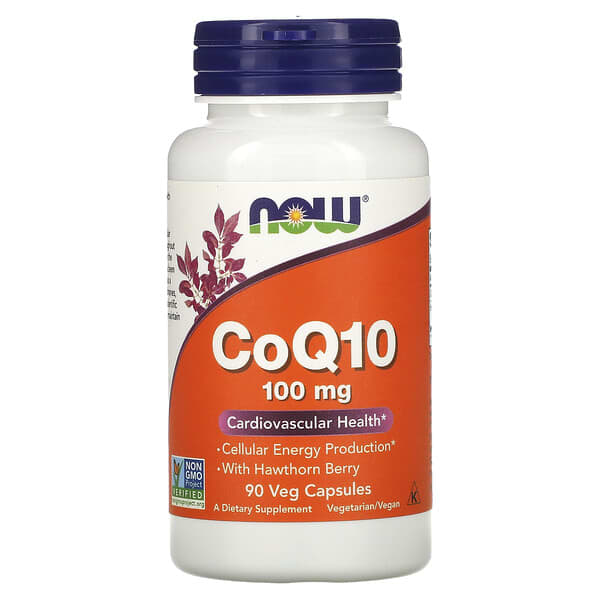 NOW®
CoQ10
100 mg
Cardiovascular Health*
• Cellular Energy Production*
• With Hawthorn Berry
90 Veg Capsules
A Dietary Supplement Vegetarian/Vegan
NON
GMO
Project
VERIFIED
K
maintain